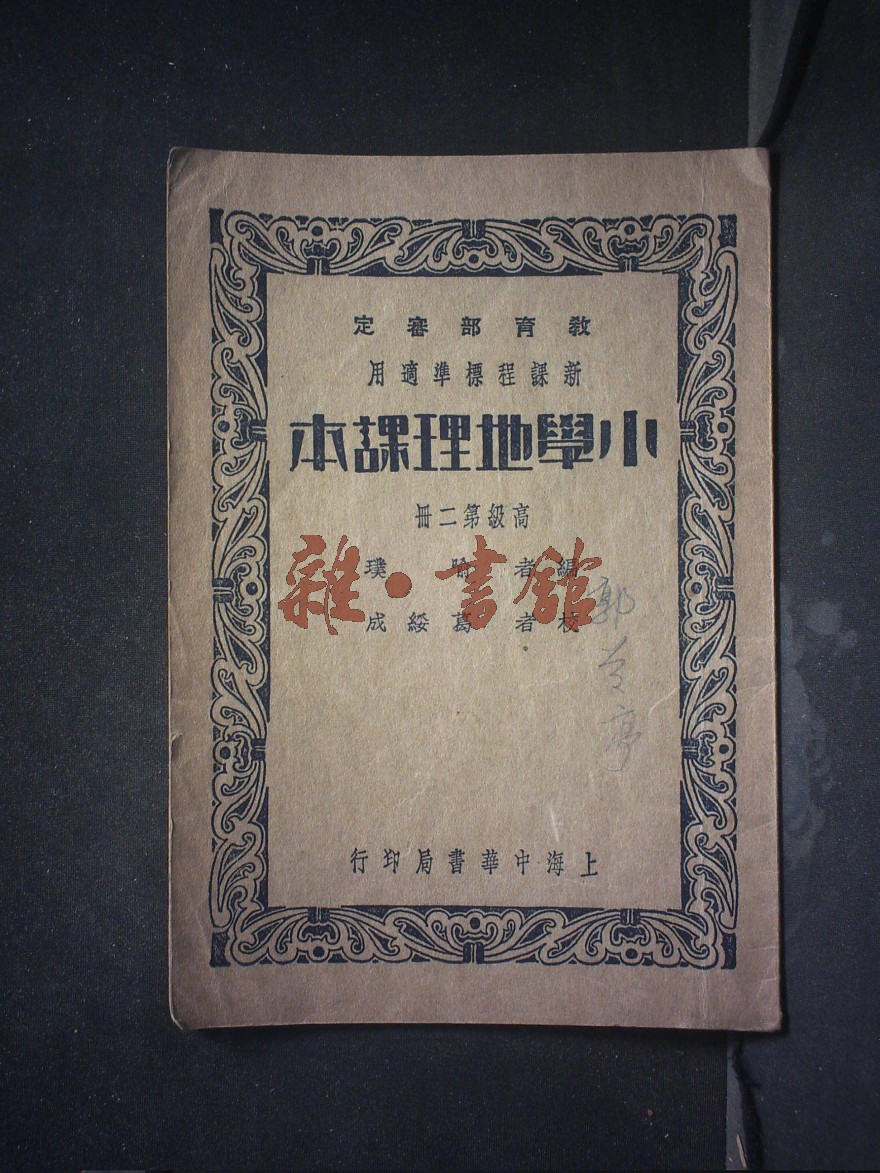 教育部審定
新課程標準適用
小學地理課本
高級第二冊
編者 喻璞
校者 葛綏成
雜·書館
上海中華書局印行